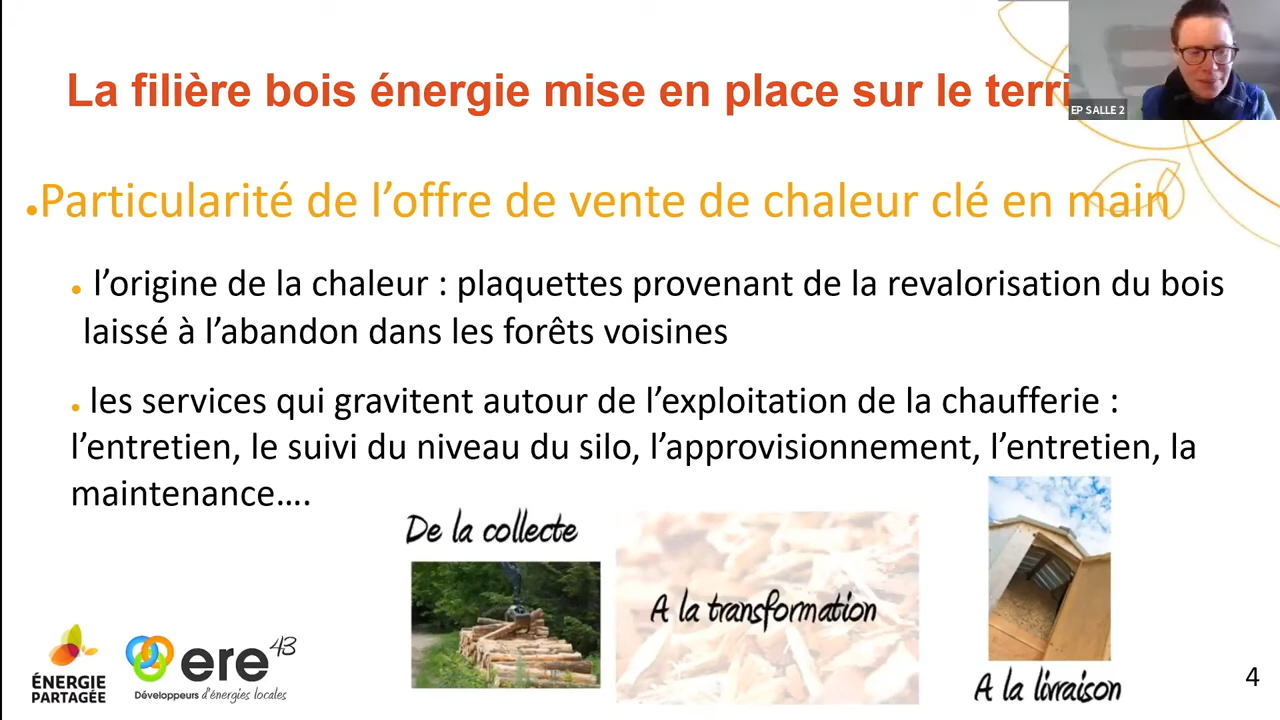 La filière bois énergie mise en place sur le terri
EP SALLE 2
•Particularité de l’offre de vente de chaleur clé en main
• l’origine de la chaleur : plaquettes provenant de la revalorisation du bois
laissé à l’abandon dans les forêts voisines
• les services qui gravitent autour de l’exploitation de la chaufferie :
l’entretien, le suivi du niveau du silo, l’approvisionnement, l’entretien, la
maintenance….
De la collecte
A la transformation
A la livraison
ÉNERGIE
PARTAGÉE
ere 43
Développeurs d'énergies locales
4